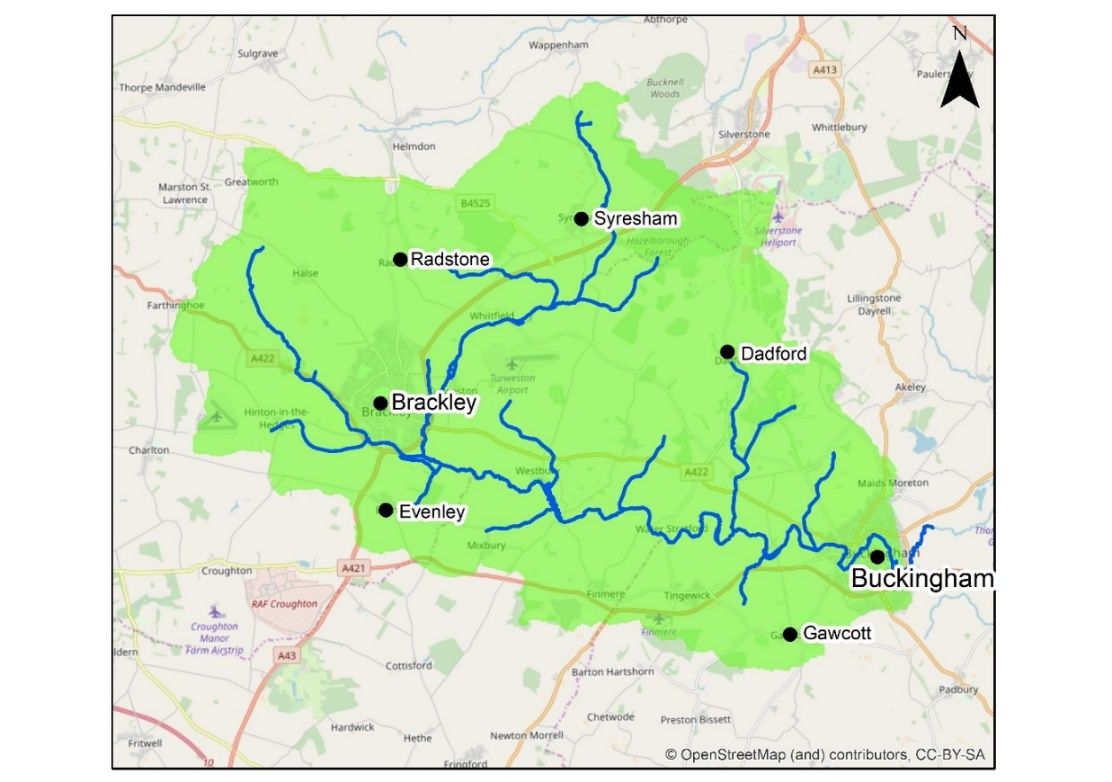 Abthorpe
N
Wappenham
Sulgrave
A413
Paulers
Bucknell
Woods
Thorpe Mandeville
Whittlebury
Silverstone
Helmdon
Greatworth
Marston St.
Lawrence
B4525
Syresham
Silverstone
Heliport
Hazelborough
Forest
Radstone
Halse
Lillingstone
Dayrell
Farthinghoe
Whitfield
A422
Dadford
Turweston
Airport
Akeley
Brackley
Hinton-in-the-
Hedges
Charlton
Westbury
A422
Maids Moreton
Evenley
Water Stratford
Mixbury
Buckingham
Croughton
A421
RAF Croughton
Finmere
Tingewick
Croughton
Manor
Farm Airstrip
Finmere
Gawcott
A43
Cottisford
Barton Hartshorn
Padbury
Chetwode
Preston Bissett
Hardwick
Hethe
Newton Morrell
Fritwell
10
Fringford
© OpenStreetMap (and) contributors, CC-BY-SA